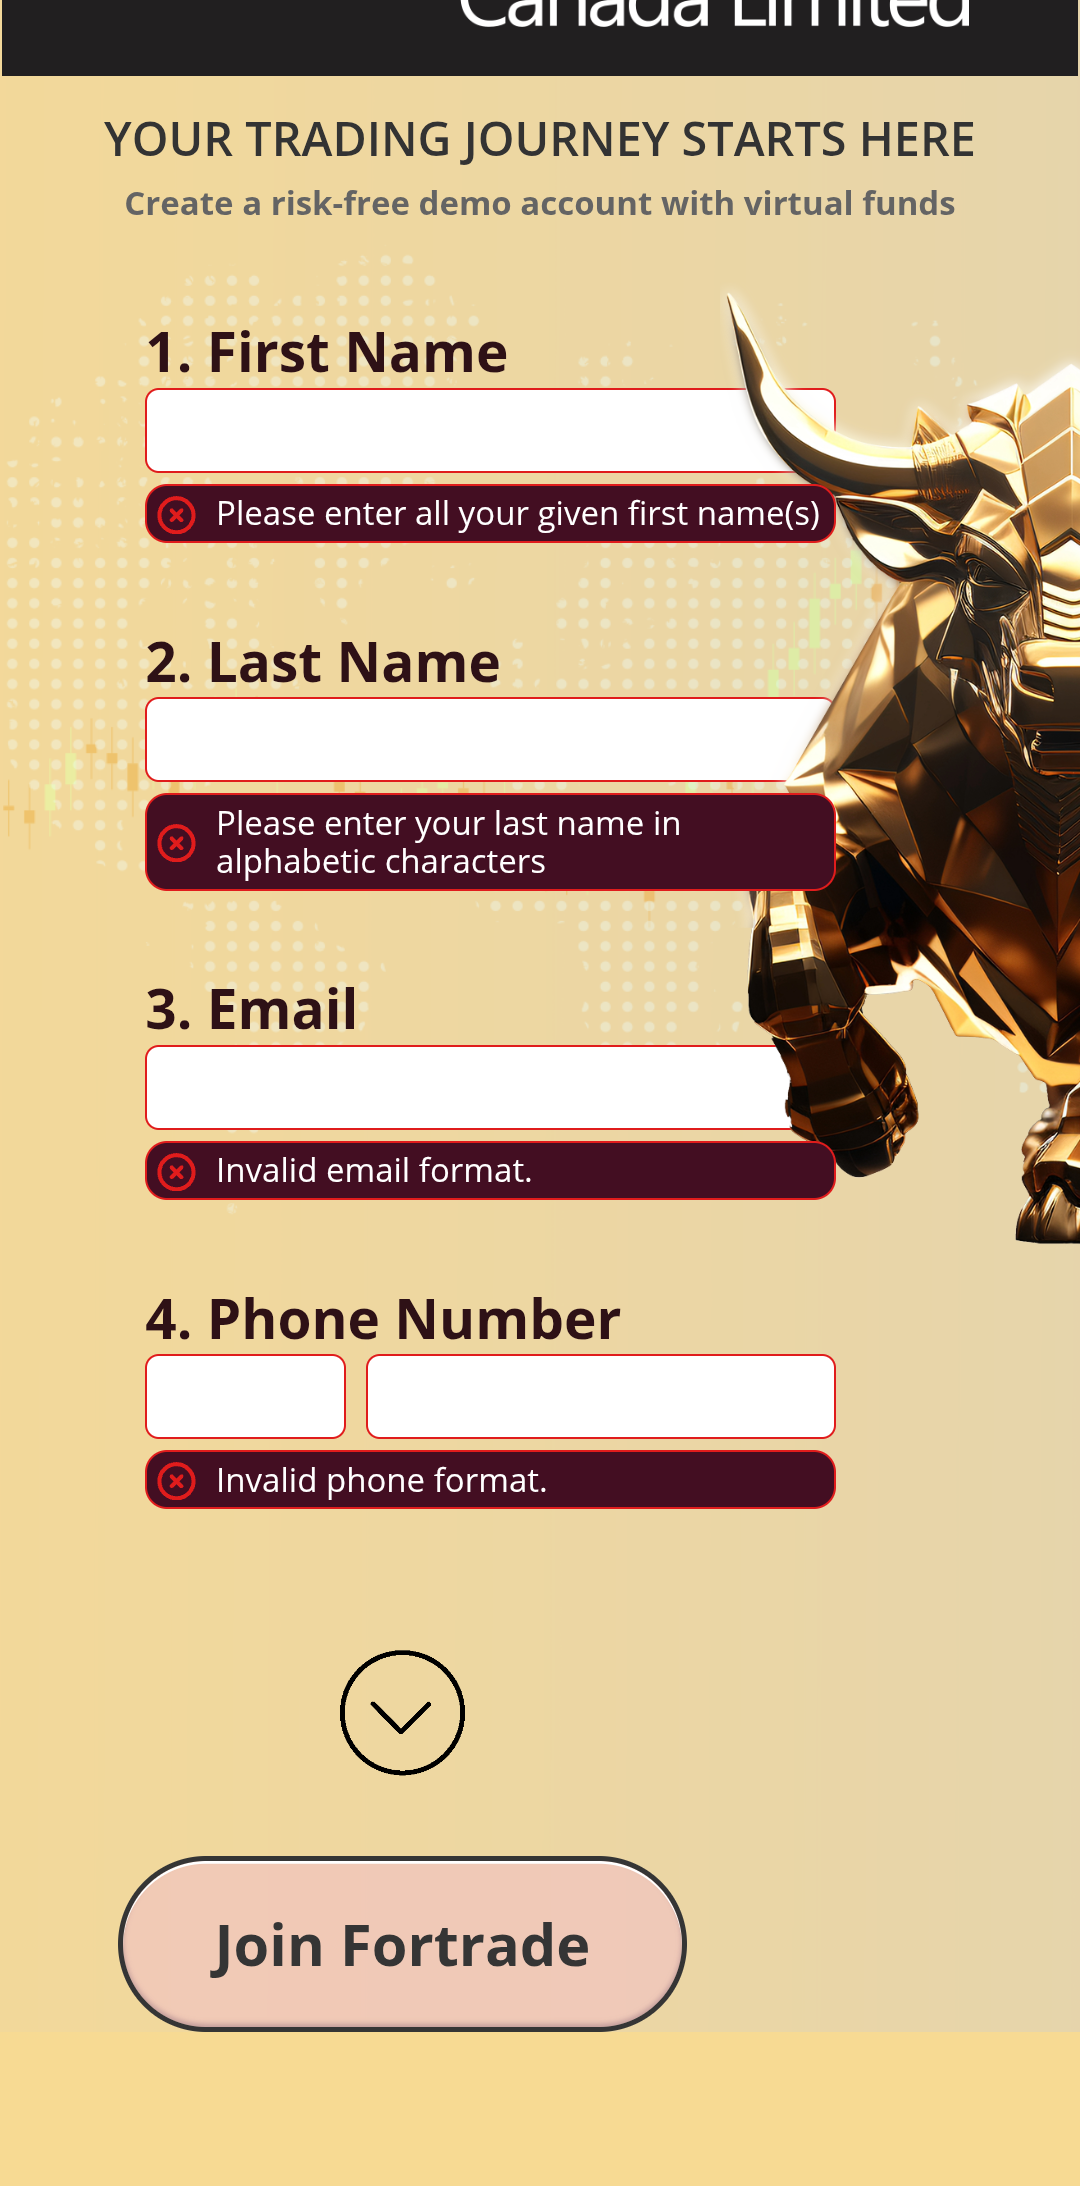 Canada Limited
YOUR TRADING JOURNEY STARTS HERE
Create a risk-free demo account with virtual funds
1. First Name
Please enter all your given first name(s)
2. Last Name
Please enter your last name in
alphabetic characters
3. Email
Invalid email format.
4. Phone Number
Invalid phone format.
Join Fortrade